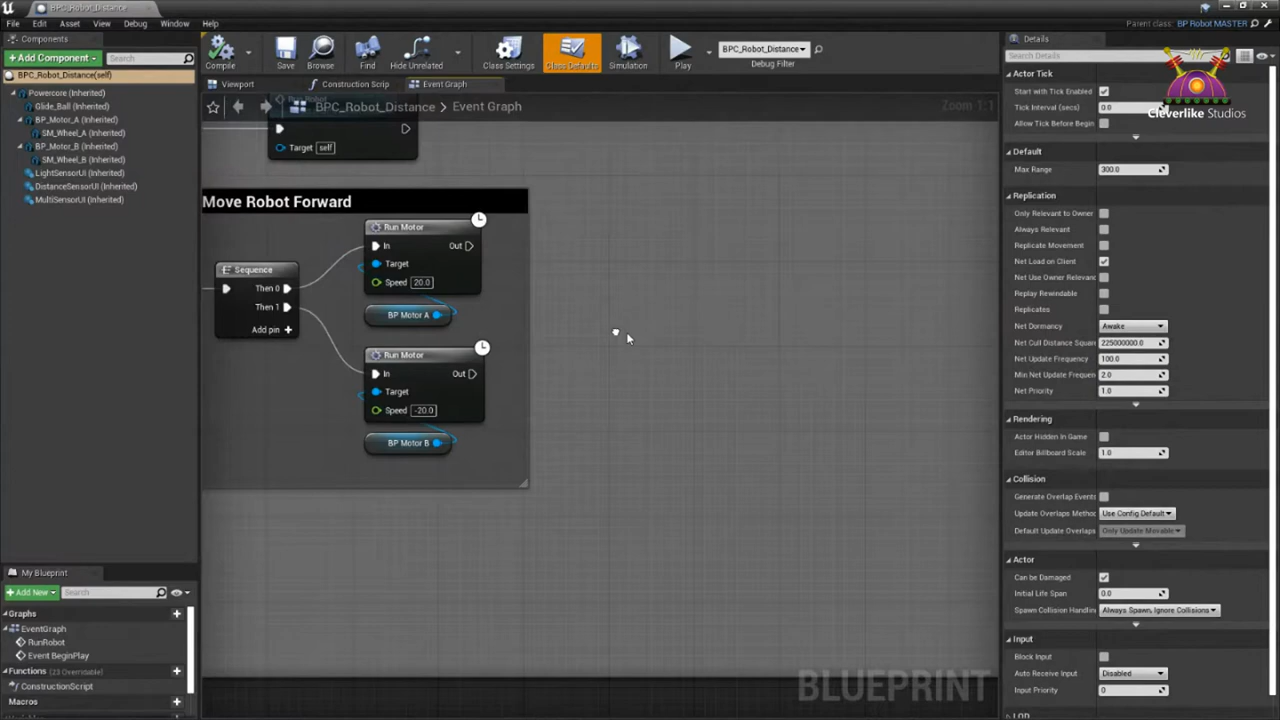 BPC_Robot_Distance
File Edit Asset View Debug Window Help
Parent class: BP Robot MASTER
Components
Add Component
Search
BPC_Robot_Distance(self)
Powercore (Inherited)
Glide_Ball (Inherited)
BP_Motor_A (Inherited)
SM_Wheel_A (Inherited)
BP_Motor_B (Inherited)
SM_Wheel_B (Inherited)
LightSensorUI (Inherited)
DistanceSensorUI (Inherited)
MultiSensorUI (Inherited)
My Blueprint
Add New
Search
Graphs
EventGraph
RunRobot
Event BeginPlay
Functions (23 Overridable)
ConstructionScript
Macros
Compile
Save
Browse
Find
Hide Unrelated
Class Settings
Class Defaults
Simulation
Play
BPC_Robot_Distance
Debug Filter
Viewport
Construction Scrip
Event Graph
BPC_Robot_Distance > Event Graph
Zoom 1:1
Target self
Move Robot Forward
Sequence
Then 0
Then 1
Add pin
Run Motor
In Out
Target
Speed 20.0
BP Motor A
Run Motor
In Out
Target
Speed -20.0
BP Motor B
BLUEPRINT
Details
Search Details
Cleverlike Studios
Actor Tick
Start with Tick Enabled
Tick Interval (secs) 0.0
Allow Tick Before Begin
Default
Max Range 300.0
Replication
Only Relevant to Owner
Always Relevant
Replicate Movement
Net Load on Client
Net Use Owner Relevanc
Replay Rewindable
Replicates
Net Dormancy Awake
Net Cull Distance Squar 225000000.0
Net Update Frequency 100.0
Min Net Update Frequen 2.0
Net Priority 1.0
Rendering
Actor Hidden In Game
Editor Billboard Scale 1.0
Collision
Generate Overlap Events
Update Overlaps Metho Use Config Default
Default Update Overlaps Only Update Movable
Actor
Can be Damaged
Initial Life Span 0.0
Spawn Collision Handlin Always Spawn, Ignore Collisions
Input
Block Input
Auto Receive Input Disabled
Input Priority 0